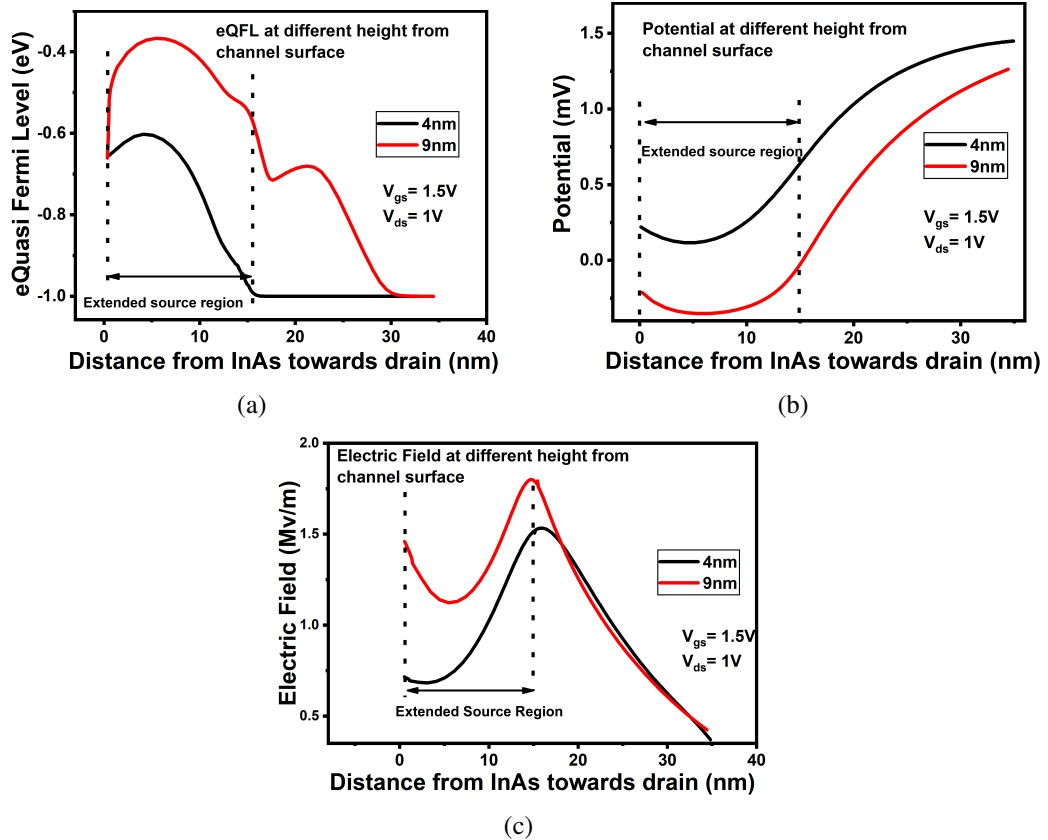 eQFL at different height from
channel surface
-0.4
-0.6
-0.8
-1.0
eQuasi Fermi Level (eV)
4nm
9nm
Vgs= 1.5V
Vds= 1V
Extended source region
0
10
20
30
40
Distance from InAs towards drain (nm)
(a)
Potential at different height from
channel surface
1.5
1.0
0.5
0.0
Potential (mV)
Extended source region
4nm
9nm
Vgs= 1.5V
Vds= 1V
0
10
20
30
Distance from InAs towards drain (nm)
(b)
2.0
Electric Field at different height from
channel surface
1.5
1.0
0.5
Electric Field (Mv/m)
4nm
9nm
Vgs= 1.5V
Vds= 1V
Extended Source Region
0
10
20
30
40
Distance from InAs towards drain (nm)
(c)